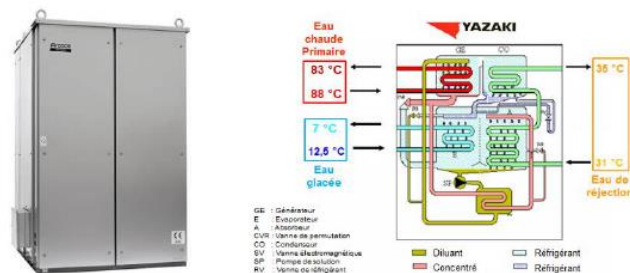 YAZAKI
Eau
chaude
Primaire
83 °C
88 °C
7 °C
12,5 °C
Eau
glacée
GE
CO
E
A
SP
35 °C
31 °C
Eau de
réjection
GE : Générateur
E : Evaporateur
A : Absorbeur
CVR : Vanne de permutation
CO : Condenseur
SV : Vanne électromagnétique
SP : Pompe de solution
RV : Vanne de réfrigérant
Diluant
Concentré
Réfrigérant
Réfrigérant